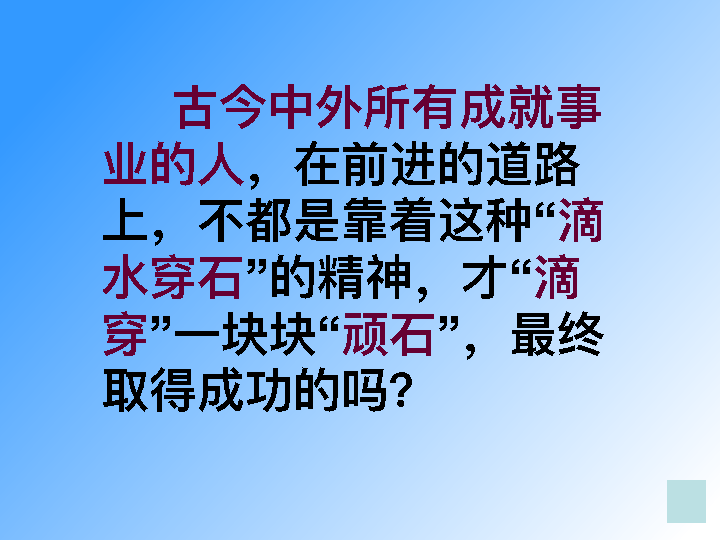 古今中外所有成就事
业的人，在前进的道路
上，不都是靠着这种“滴
水穿石”的精神，才“滴
穿”一块块“顽石”，最终
取得成功的吗？